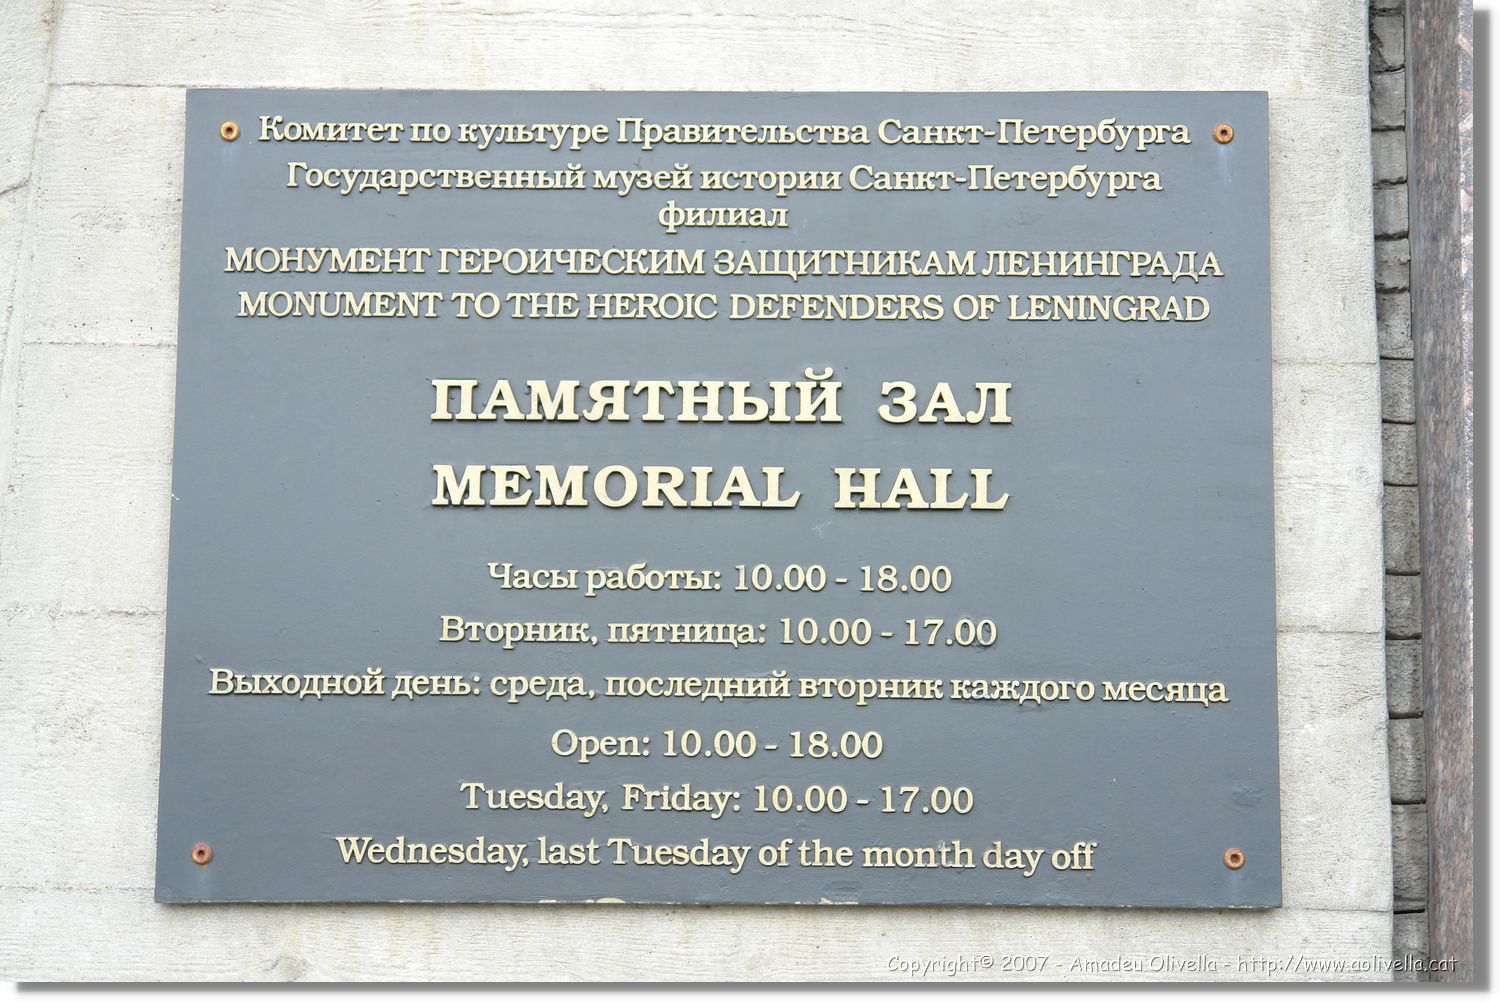 Комитет по культуре Правительства Санкт-Петербурга
Государственный музей истории Санкт-Петербурга
филиал
МОНУМЕНТ ГЕРОИЧЕСКИМ ЗАЩИТНИКАМ ЛЕНИНГРАДА
MONUMENT TO THE HEROIC DEFENDERS OF LENINGRAD
ПАМЯТНЫЙ ЗАЛ
MEMORIAL HALL
Часы работы: 10.00 - 18.00
Вторник, пятница: 10.00 - 17.00
Выходной день: среда, последний вторник каждого месяца
Open: 10.00 - 18.00
Tuesday, Friday: 10.00 - 17.00
Wednesday, last Tuesday of the month day off
Copyright© 2007 - Amadeu Olivella - http://www.aolivella.cat